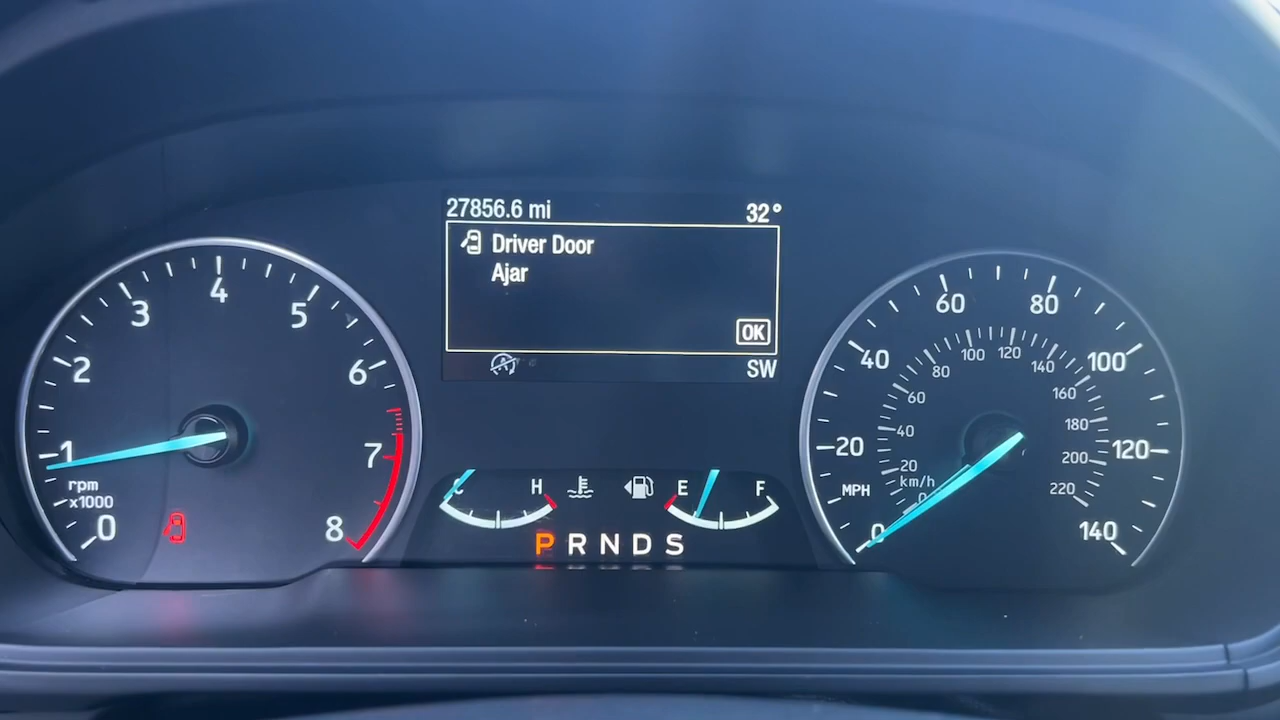 27856.6 mi 32°
Driver Door
Ajar
OK
SW
0 1 2 3 4 5 6 7 8
rpm
x1000
C H
E F
P R N D S
0 20 40 60 80 100 120 140
MPH
0 20 40 60 80 100 120 140 160 180 200 220
km/h